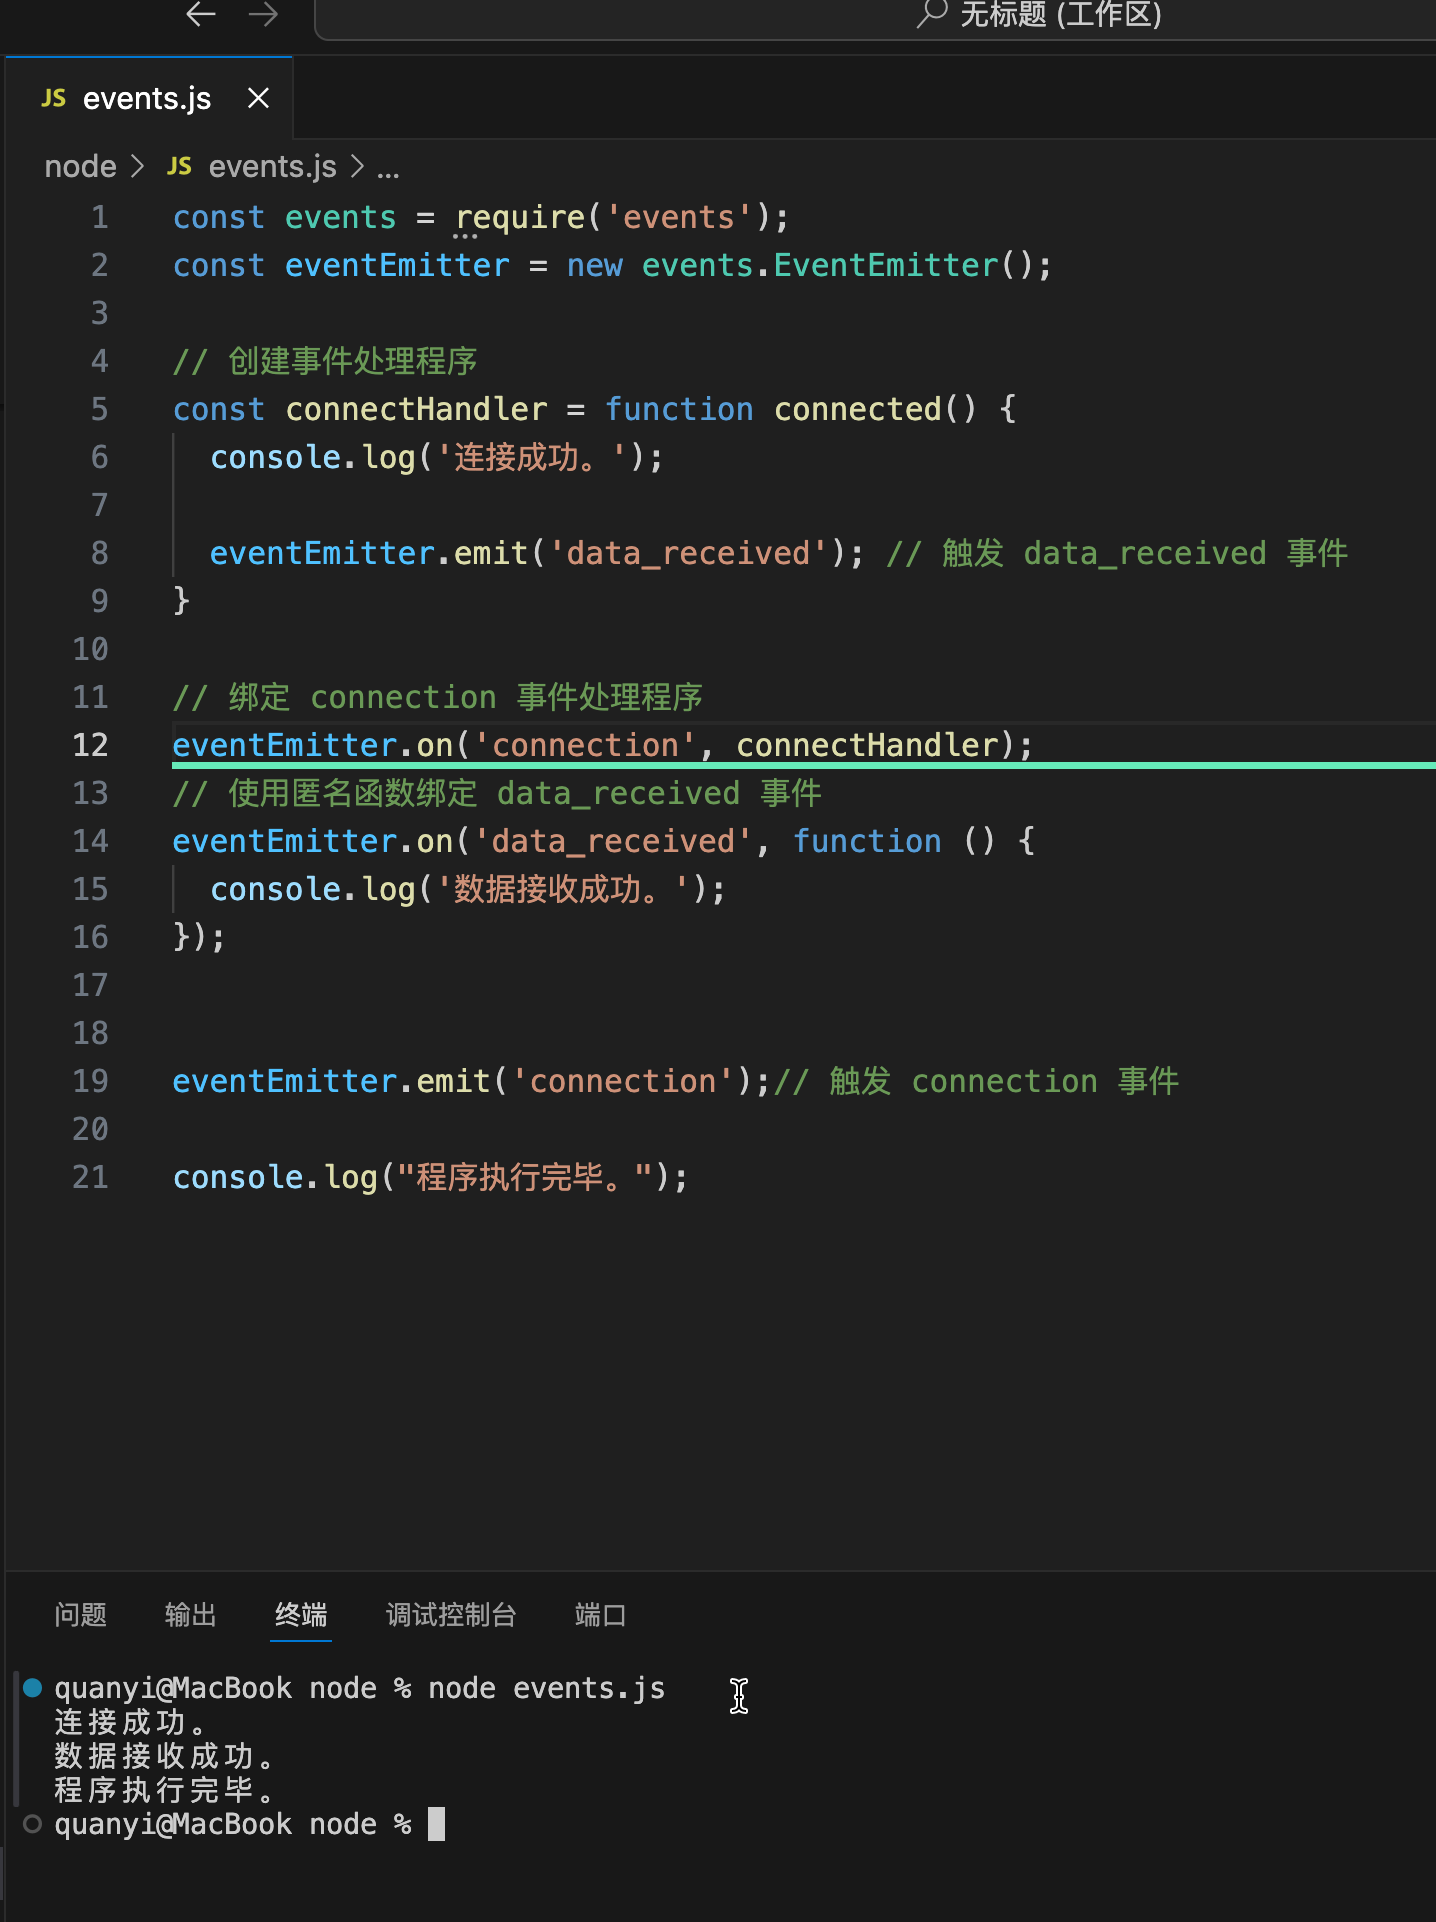 无标题 (工作区)
JS events.js
node > JS events.js > ...
1 const events = require('events');
2 const eventEmitter = new events.EventEmitter();
3
4 // 创建事件处理程序
5 const connectHandler = function connected() {
6   console.log('连接成功。');
7
8   eventEmitter.emit('data_received'); // 触发 data_received 事件
9 }
10
11 // 绑定 connection 事件处理程序
12 eventEmitter.on('connection', connectHandler);
13 // 使用匿名函数绑定 data_received 事件
14 eventEmitter.on('data_received', function () {
15   console.log('数据接收成功。');
16 });
17
18
19 eventEmitter.emit('connection');// 触发 connection 事件
20
21 console.log("程序执行完毕。");
问题 输出 终端 调试控制台 端口
quanyi@MacBook node % node events.js
连接成功。
数据接收成功。
程序执行完毕。
quanyi@MacBook node %